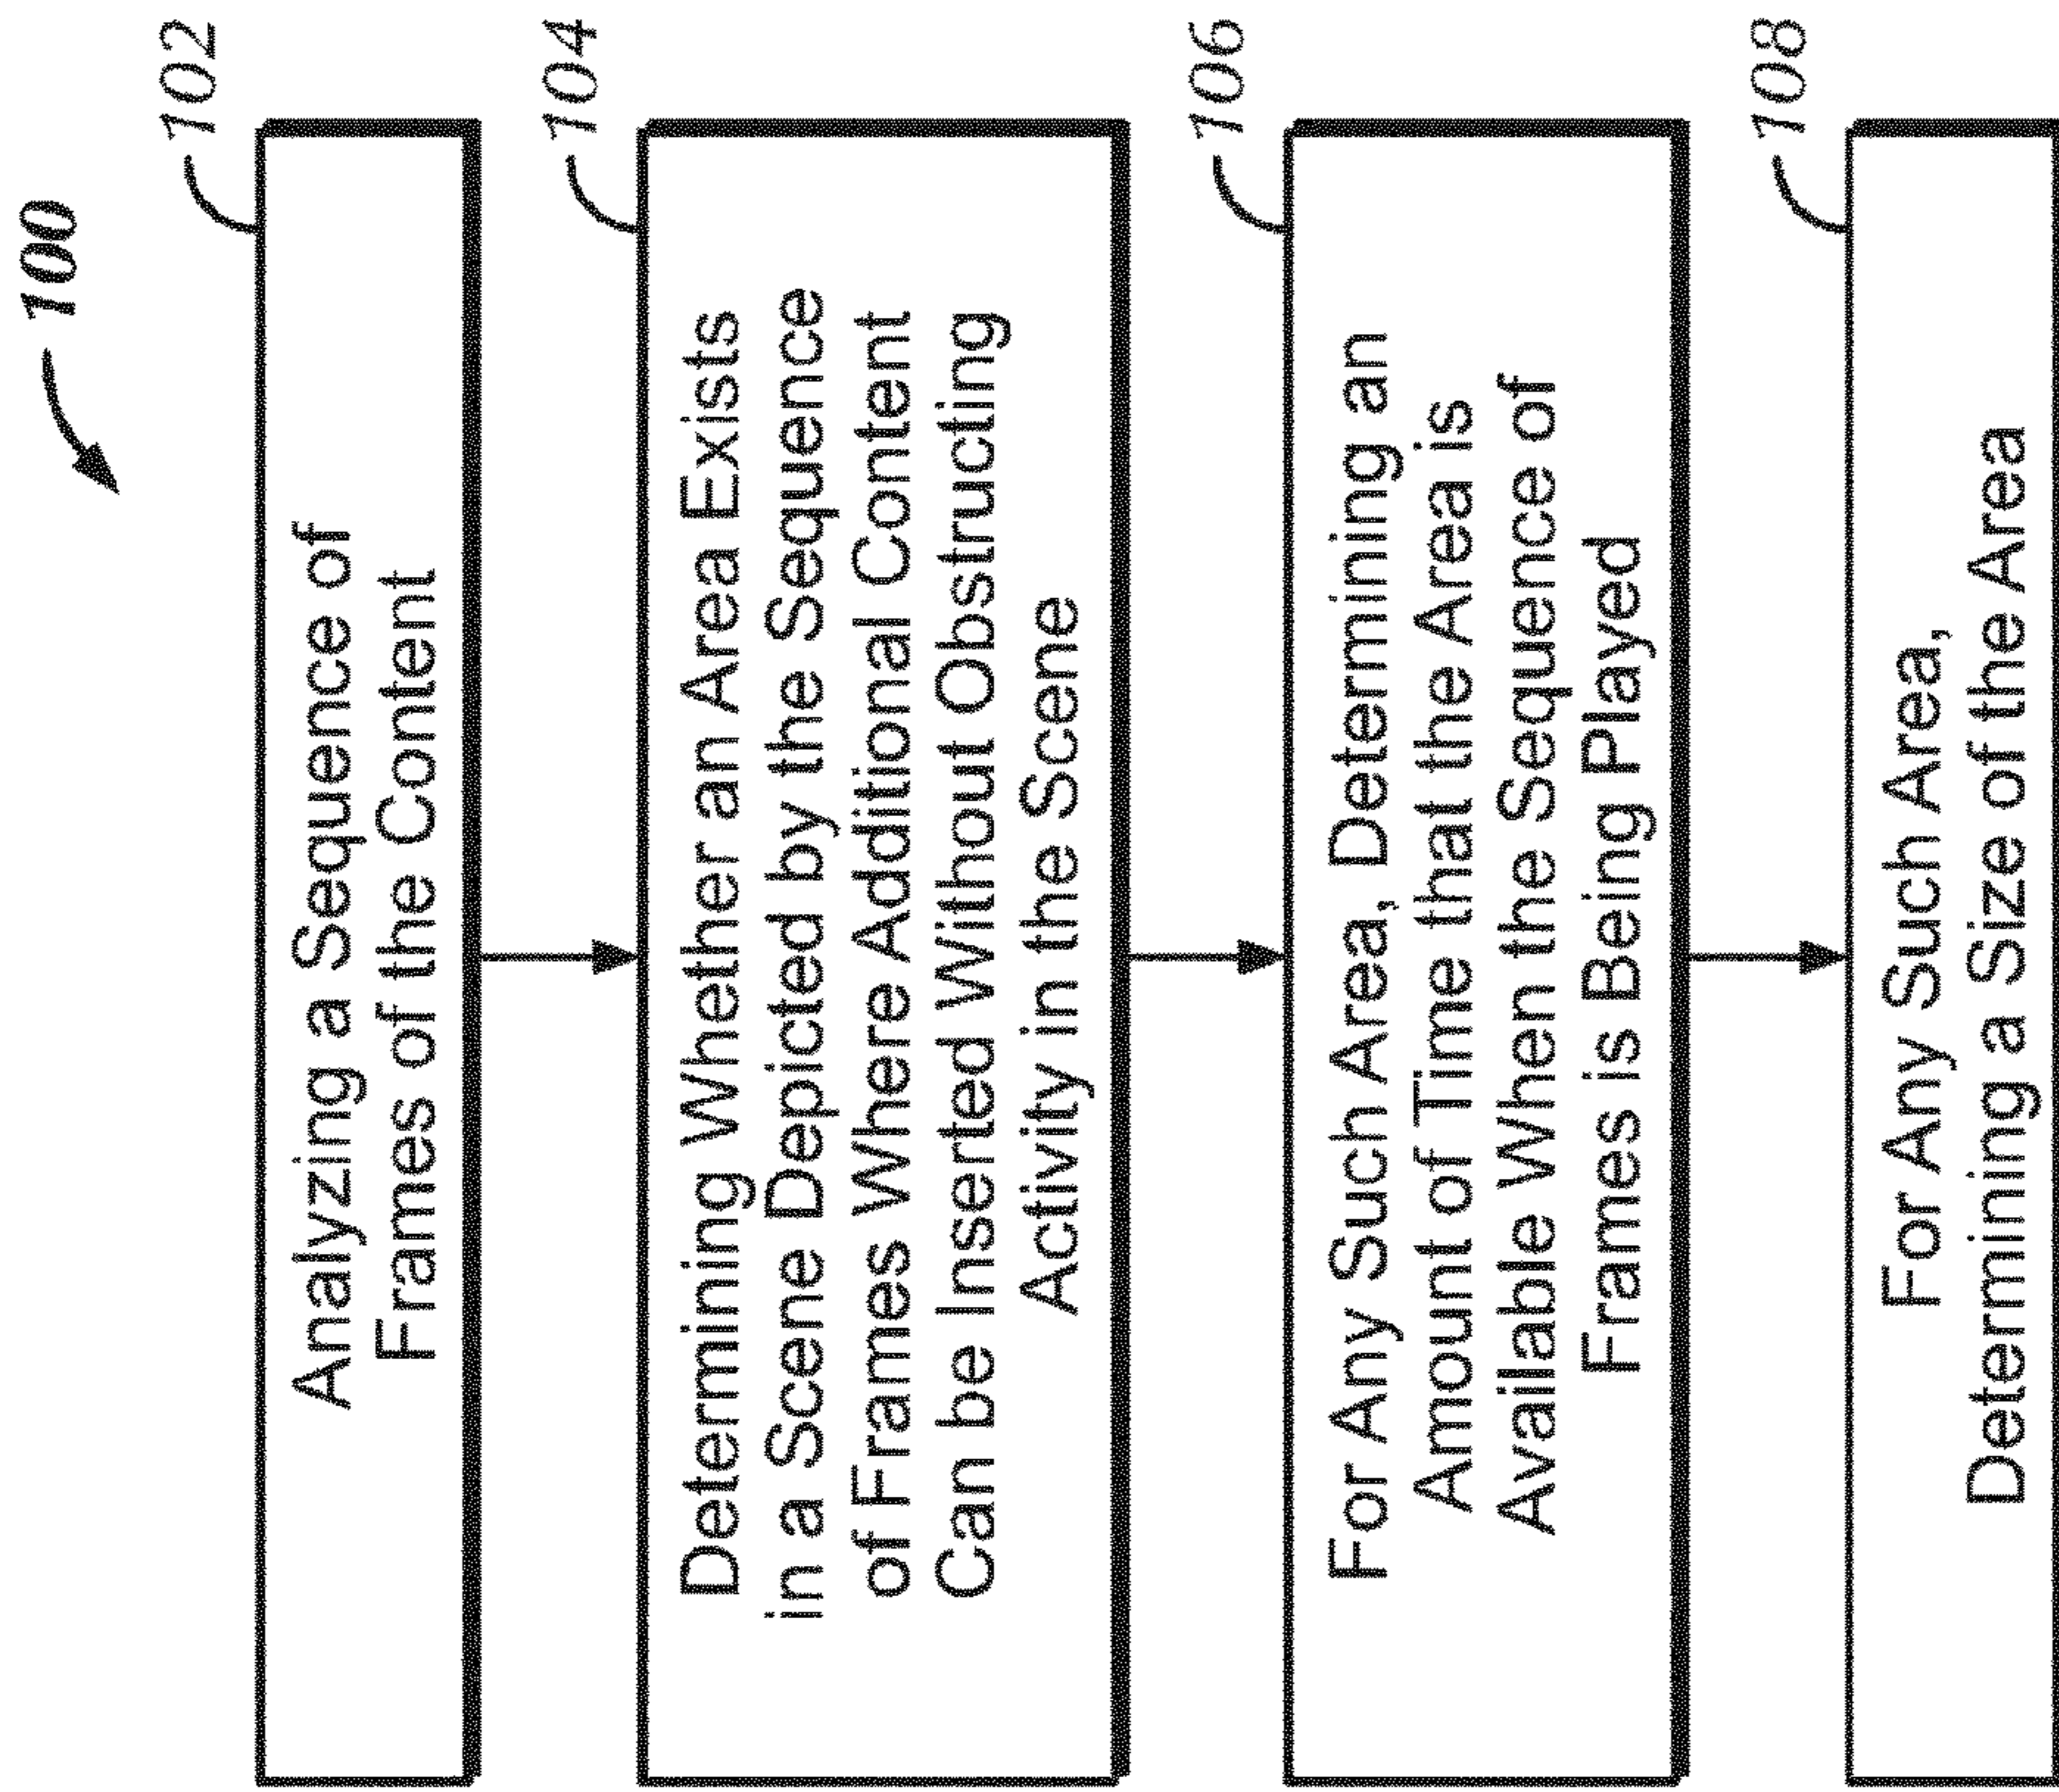 100
102
Analyzing a Sequence of
Frames of the Content
104
Determining Whether an Area Exists
in a Scene Depicted by the Sequence
of Frames Where Additional Content
Can be Inserted Without Obstructing
Activity in the Scene
106
For Any Such Area, Determining an
Amount of Time that the Area is
Available When the Sequence of
Frames is Being Played
108
For Any Such Area,
Determining a Size of the Area